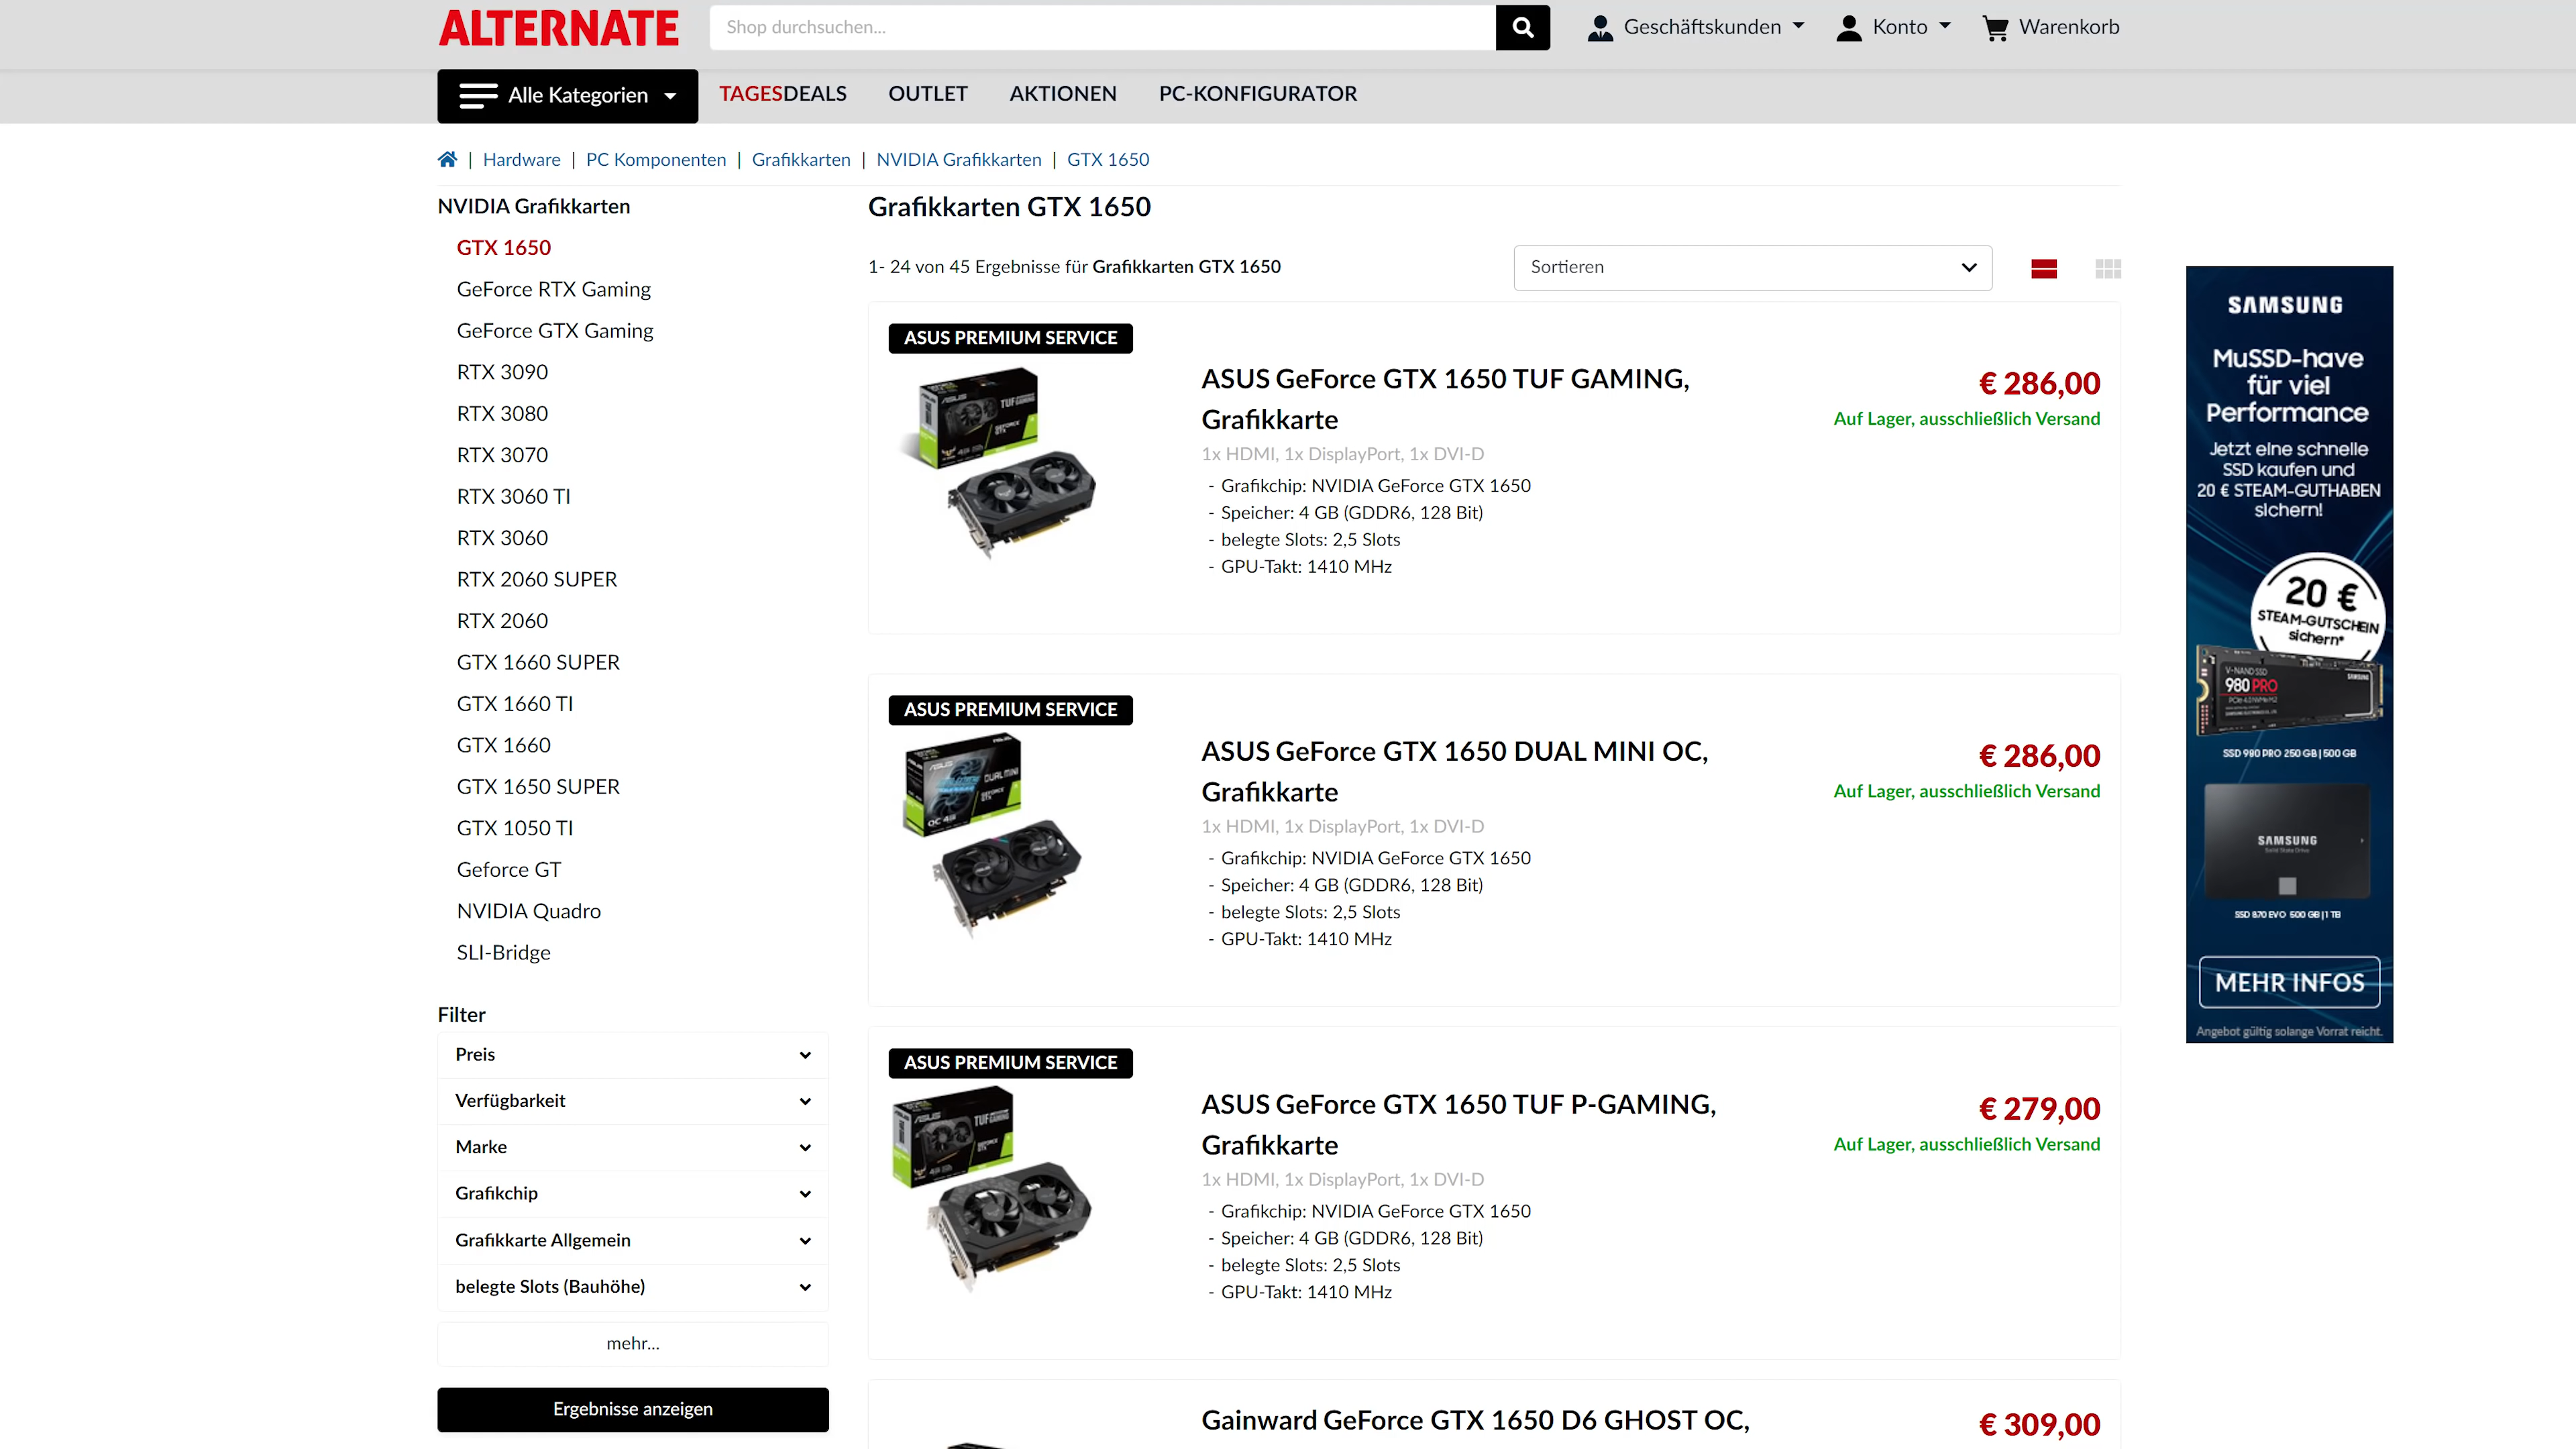 ALTERNATE
Shop durchsuchen...
Geschäftskunden
Konto
Warenkorb
Alle Kategorien
TAGESDEALS
OUTLET
AKTIONEN
PC-KONFIGURATOR
| Hardware | PC Komponenten | Grafikkarten | NVIDIA Grafikkarten | GTX 1650
NVIDIA Grafikkarten
GTX 1650
GeForce RTX Gaming
GeForce GTX Gaming
RTX 3090
RTX 3080
RTX 3070
RTX 3060 TI
RTX 3060
RTX 2060 SUPER
RTX 2060
GTX 1660 SUPER
GTX 1660 TI
GTX 1660
GTX 1650 SUPER
GTX 1050 TI
Geforce GT
NVIDIA Quadro
SLI-Bridge
Filter
Preis
Verfügbarkeit
Marke
Grafikchip
Grafikkarte Allgemein
belegte Slots (Bauhöhe)
mehr...
Ergebnisse anzeigen
Grafikkarten GTX 1650
1- 24 von 45 Ergebnisse für Grafikkarten GTX 1650
Sortieren
ASUS PREMIUM SERVICE
ASUS GeForce GTX 1650 TUF GAMING,
Grafikkarte
1x HDMI, 1x DisplayPort, 1x DVI-D
- Grafikchip: NVIDIA GeForce GTX 1650
- Speicher: 4 GB (GDDR6, 128 Bit)
- belegte Slots: 2,5 Slots
- GPU-Takt: 1410 MHz
€ 286,00
Auf Lager, ausschließlich Versand
ASUS PREMIUM SERVICE
ASUS GeForce GTX 1650 DUAL MINI OC,
Grafikkarte
1x HDMI, 1x DisplayPort, 1x DVI-D
- Grafikchip: NVIDIA GeForce GTX 1650
- Speicher: 4 GB (GDDR6, 128 Bit)
- belegte Slots: 2,5 Slots
- GPU-Takt: 1410 MHz
€ 286,00
Auf Lager, ausschließlich Versand
ASUS PREMIUM SERVICE
ASUS GeForce GTX 1650 TUF P-GAMING,
Grafikkarte
1x HDMI, 1x DisplayPort, 1x DVI-D
- Grafikchip: NVIDIA GeForce GTX 1650
- Speicher: 4 GB (GDDR6, 128 Bit)
- belegte Slots: 2,5 Slots
- GPU-Takt: 1410 MHz
€ 279,00
Auf Lager, ausschließlich Versand
Gainward GeForce GTX 1650 D6 GHOST OC,
€ 309,00
SAMSUNG
MuSSD-have
für viel
Performance
Jetzt eine schnelle
SSD kaufen und
20 € STEAM-GUTHABEN
sichern!
20 €
STEAM-GUTSCHEIN
sichern*
V-NAND SSD
980 PRO
SAMSUNG
SSD 980 PRO 250 GB | 500 GB
SAMSUNG
Solid State Drive
SSD 870 EVO 500 GB | 1 TB
MEHR INFOS
Angebot gültig solange Vorrat reicht.